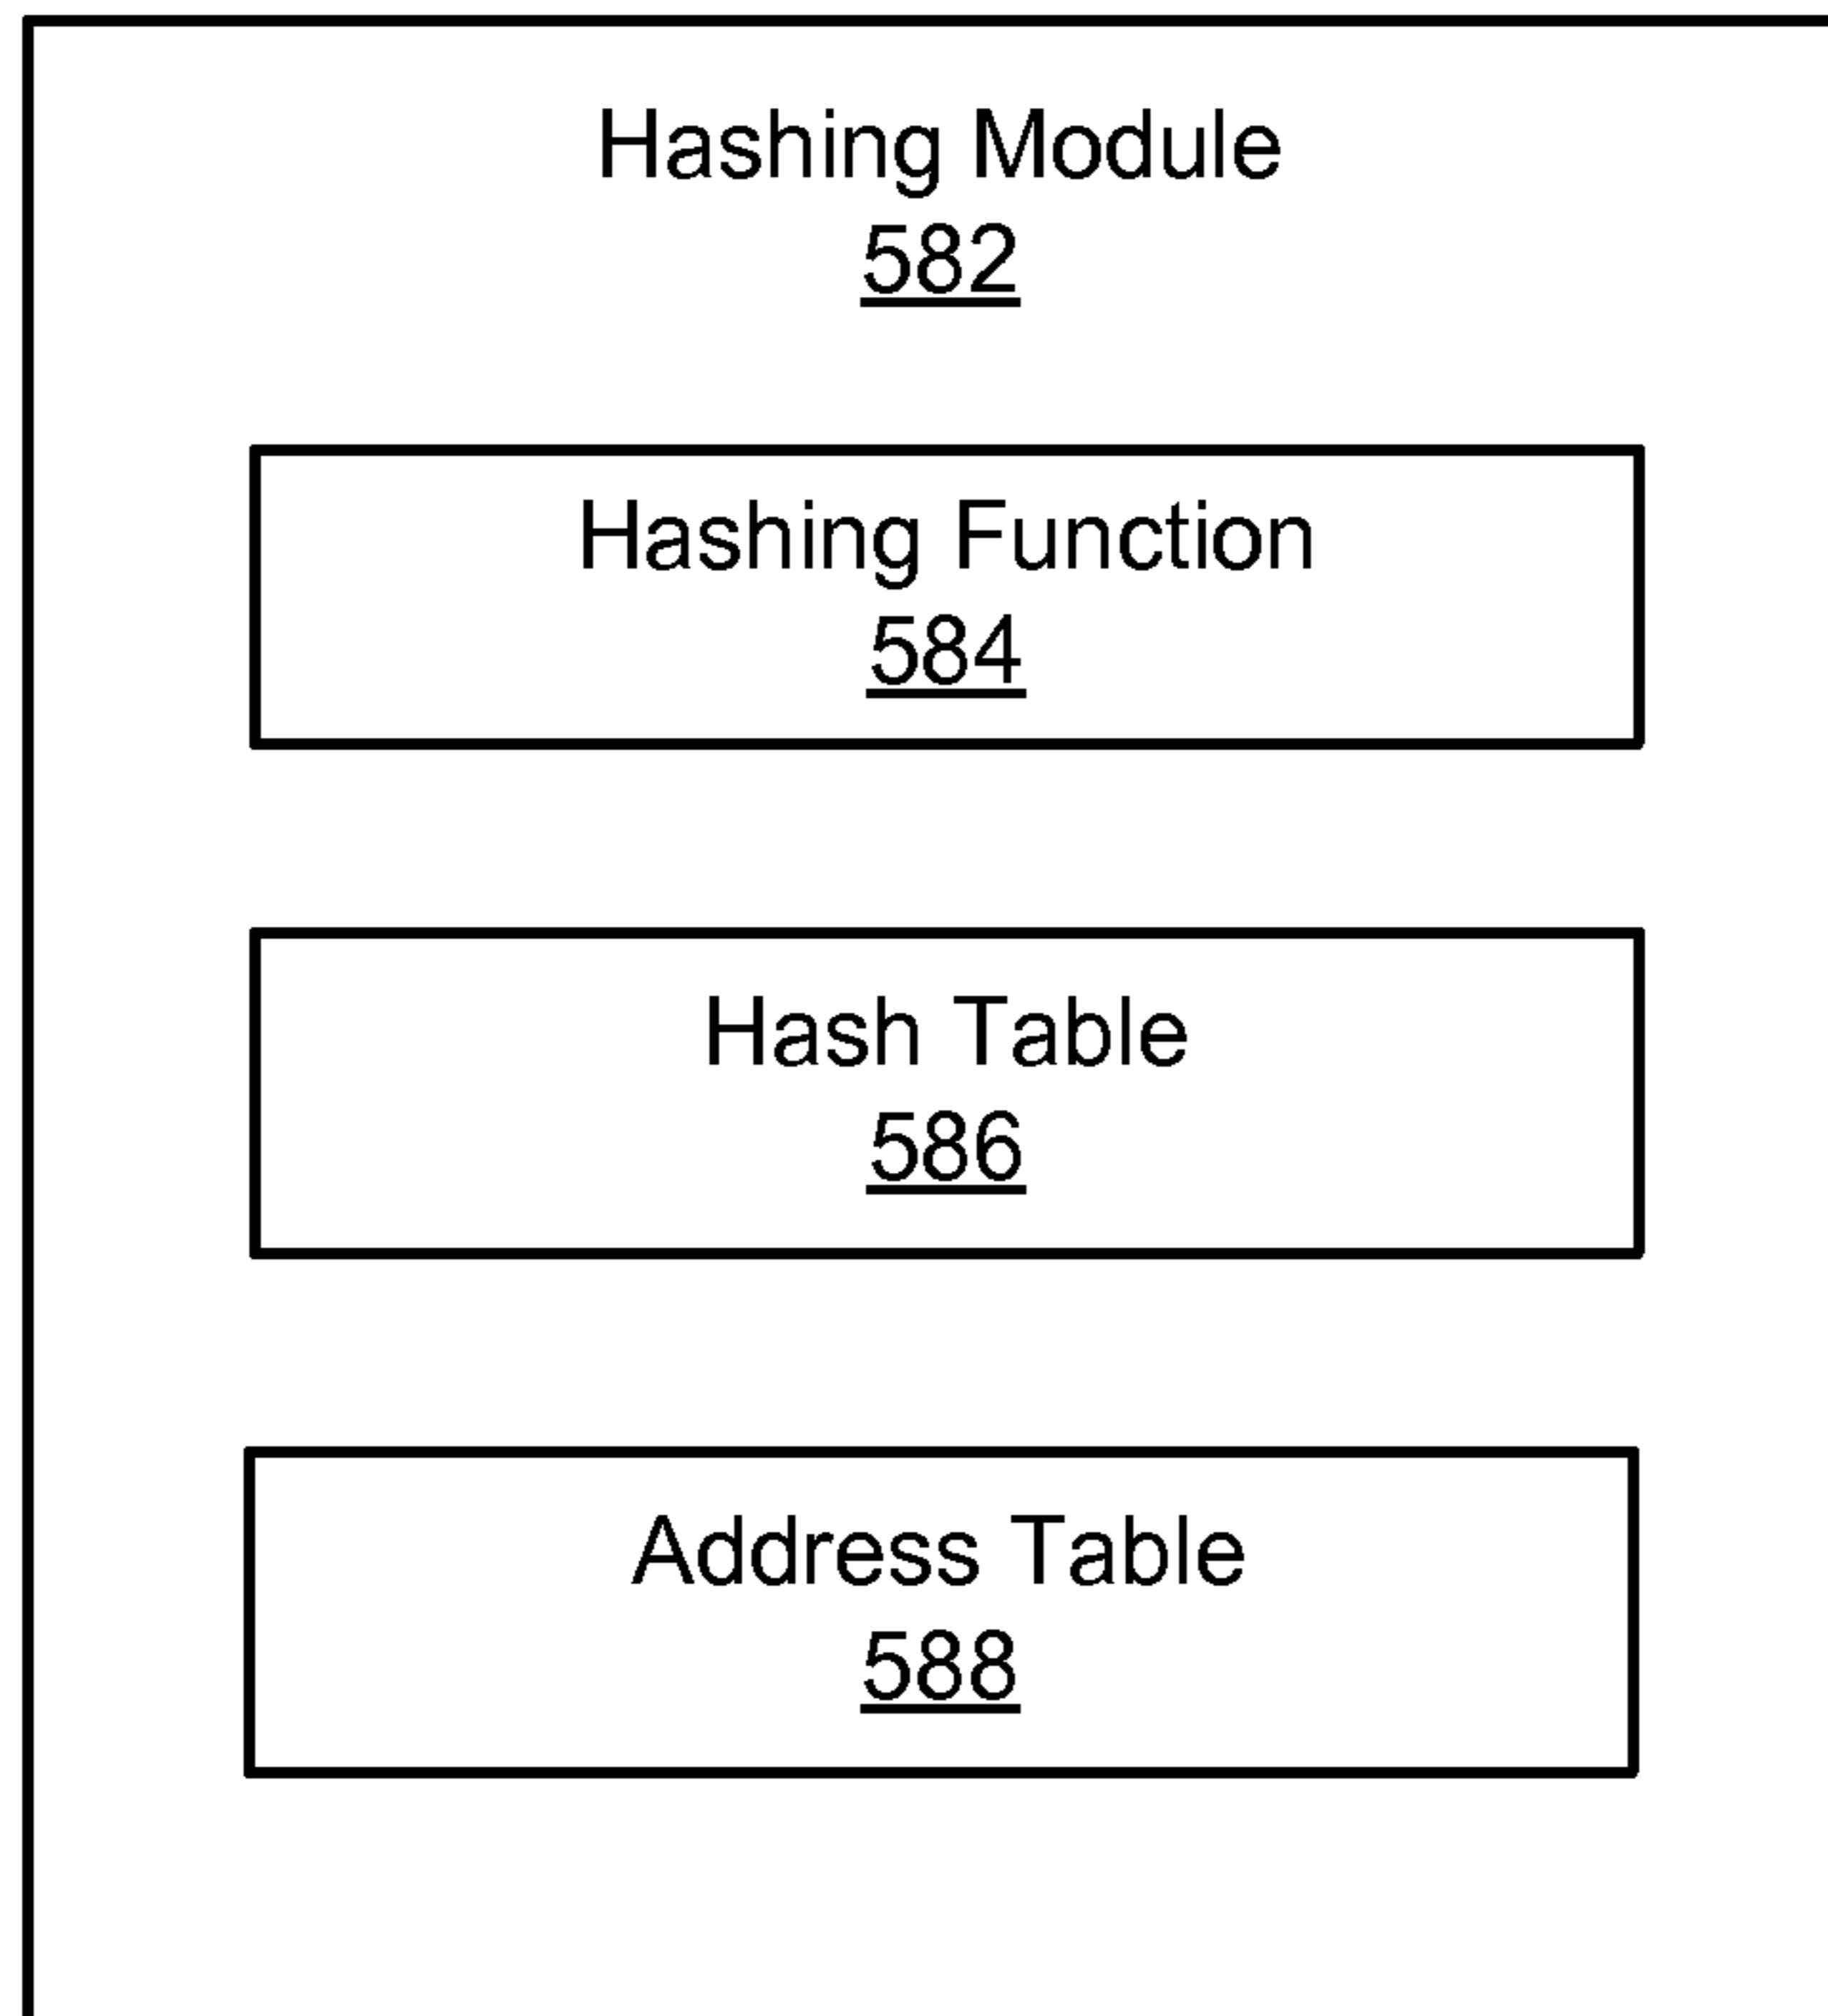 Hashing Module
582
Hashing Function
584
Hash Table
586
Address Table
588